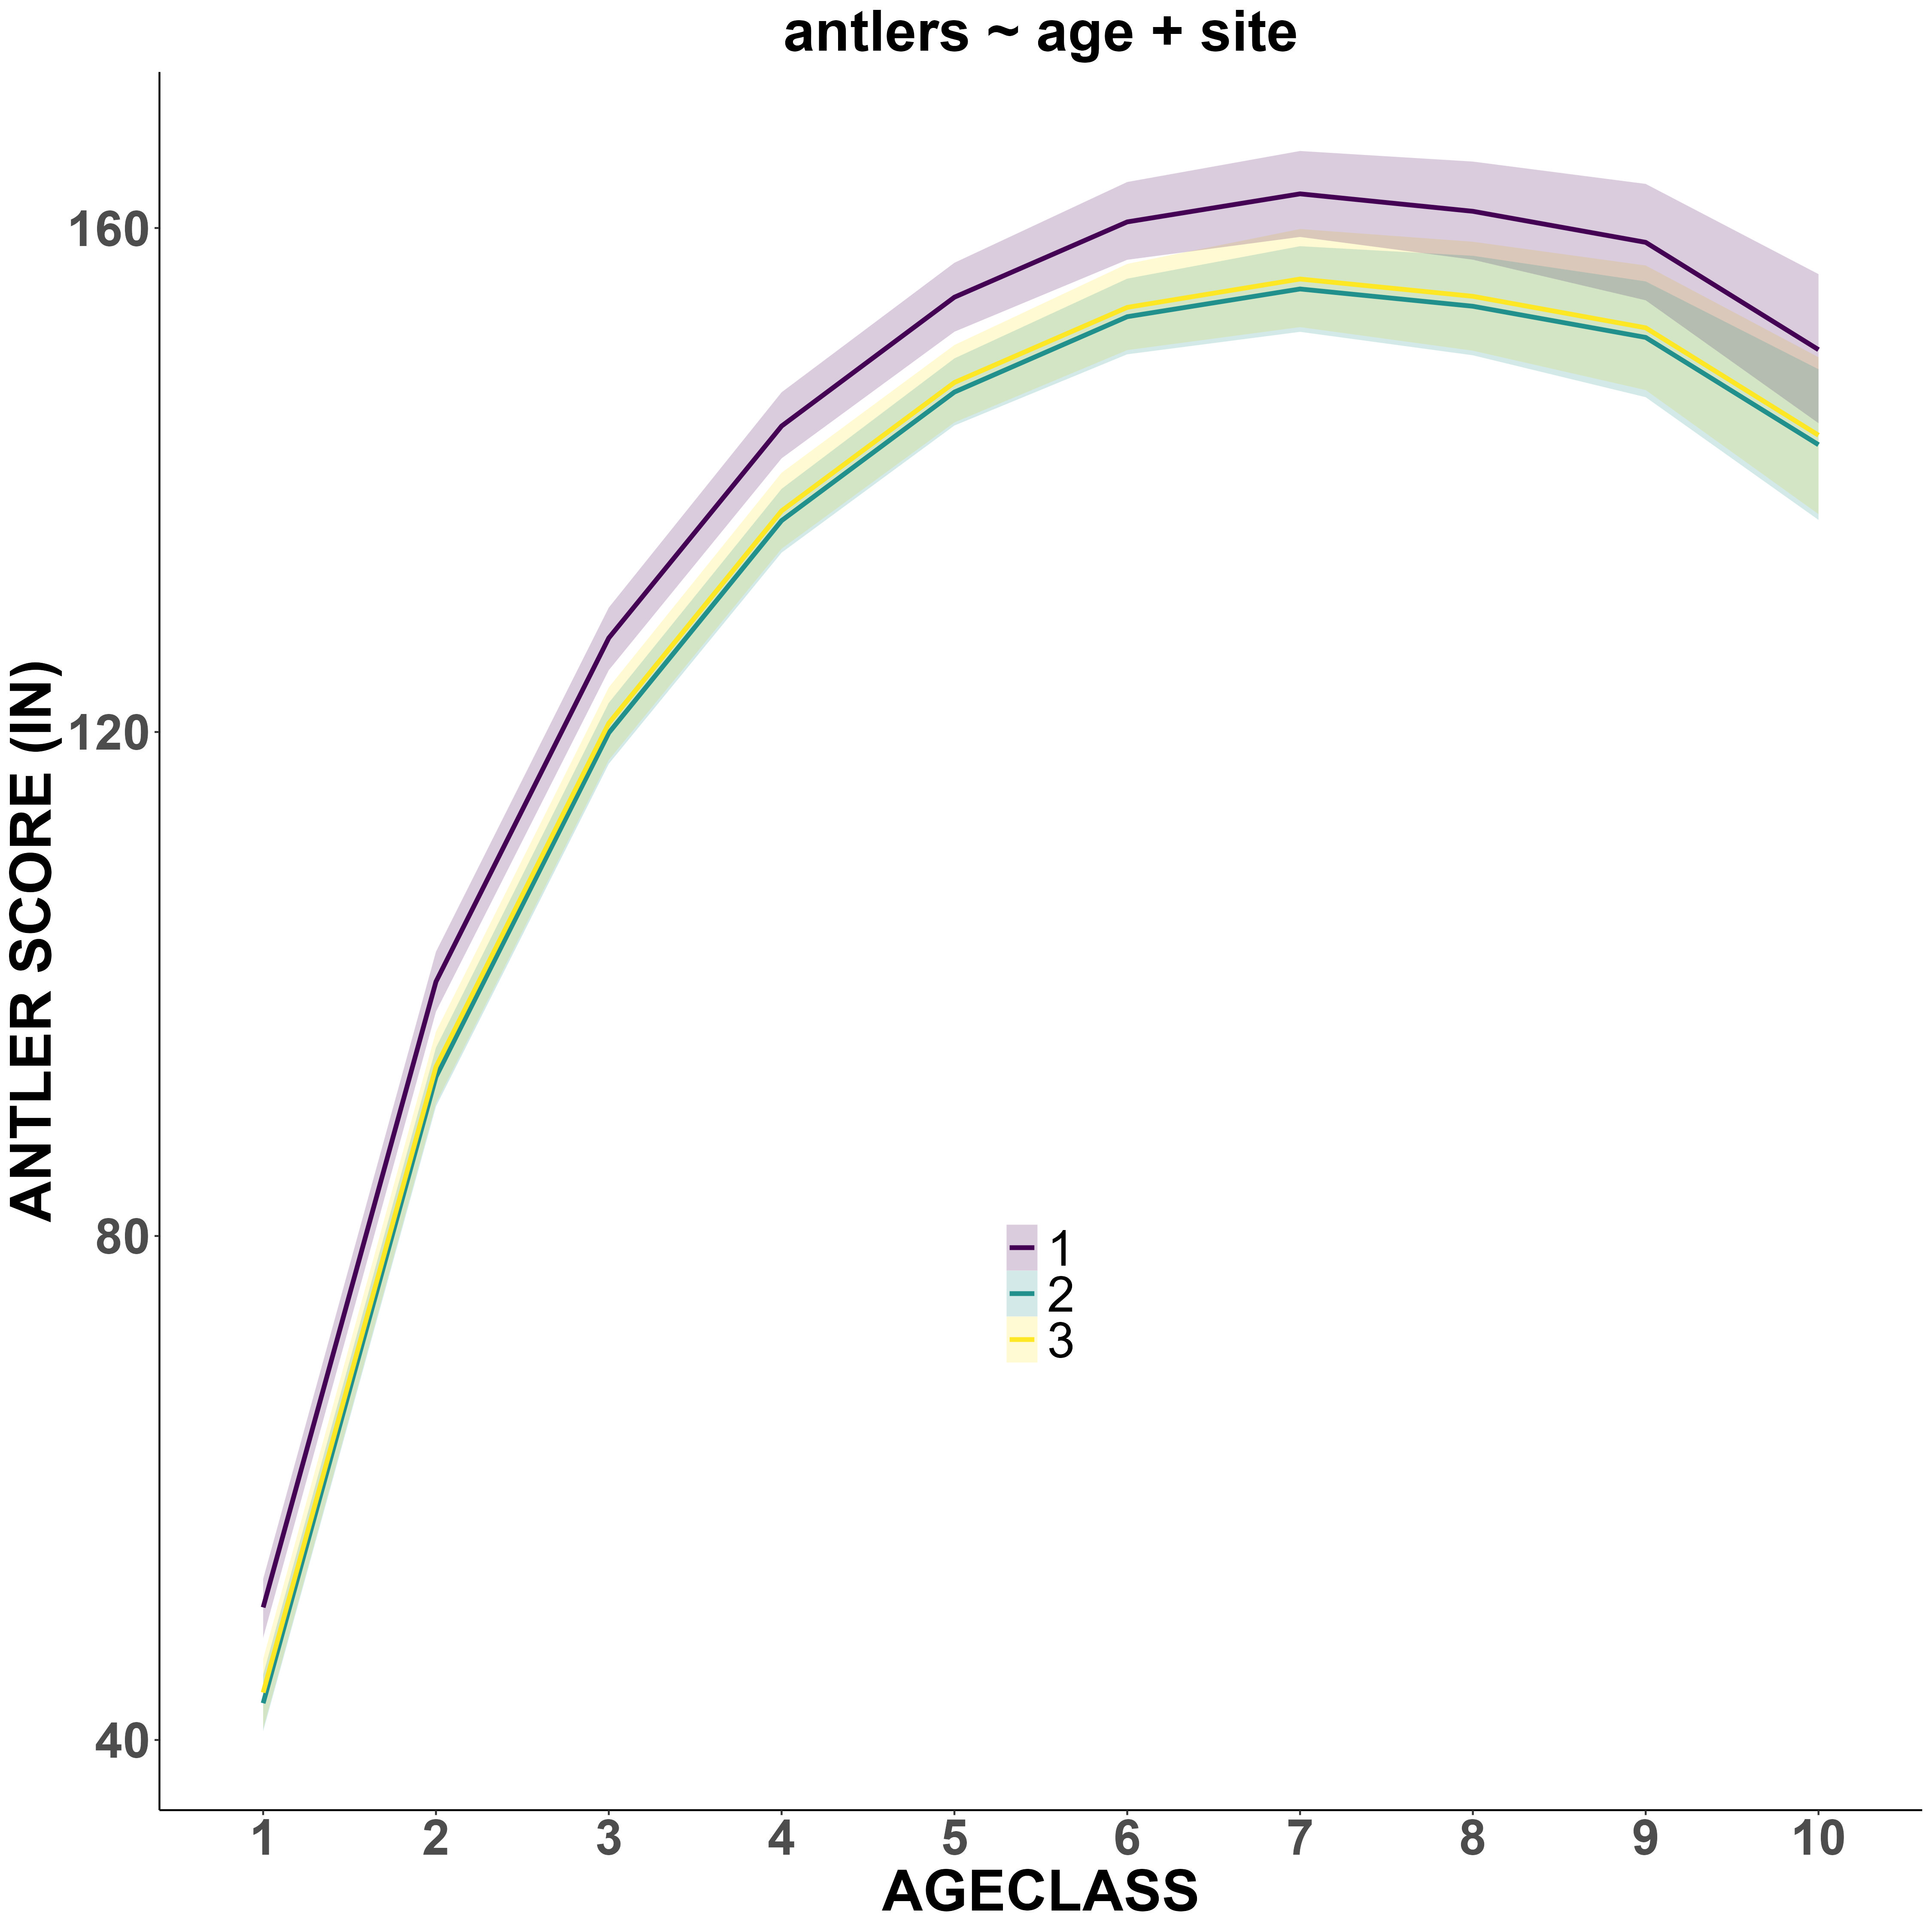 antlers ~ age + site
ANTLER SCORE (IN)
160
120
80
40
1
2
3
1 2 3 4 5 6 7 8 9 10
AGECLASS